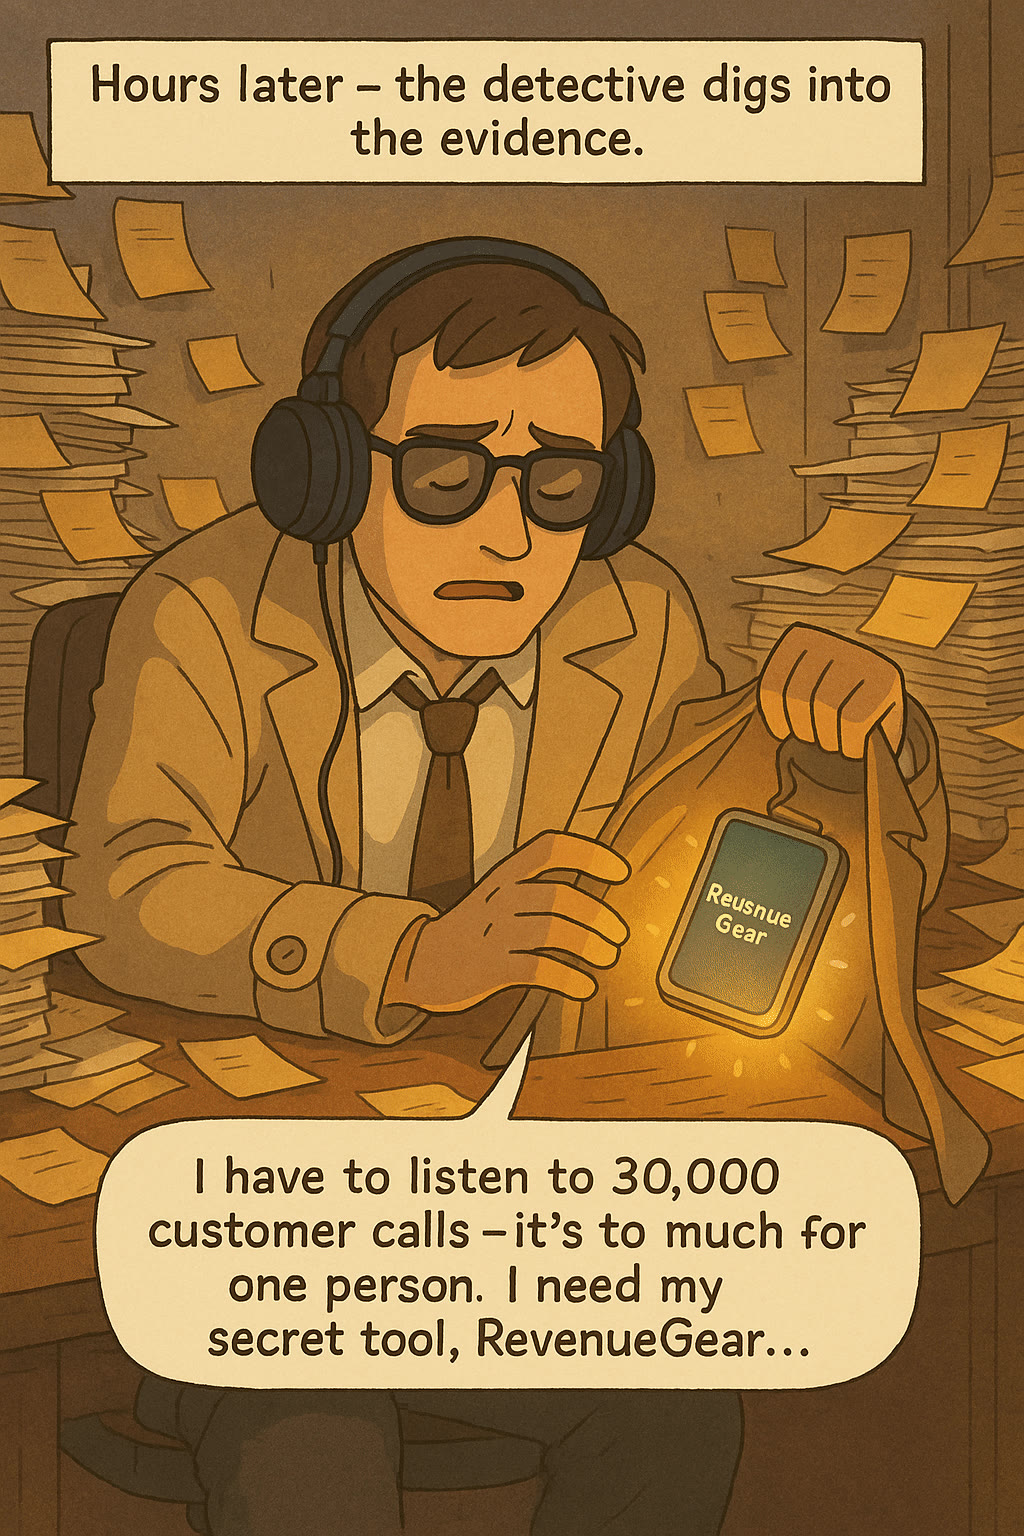 Hours later – the detective digs into
the evidence.
Reusnue
Gear
I have to listen to 30,000
customer calls – it's to much for
one person. I need my
secret tool, RevenueGear...